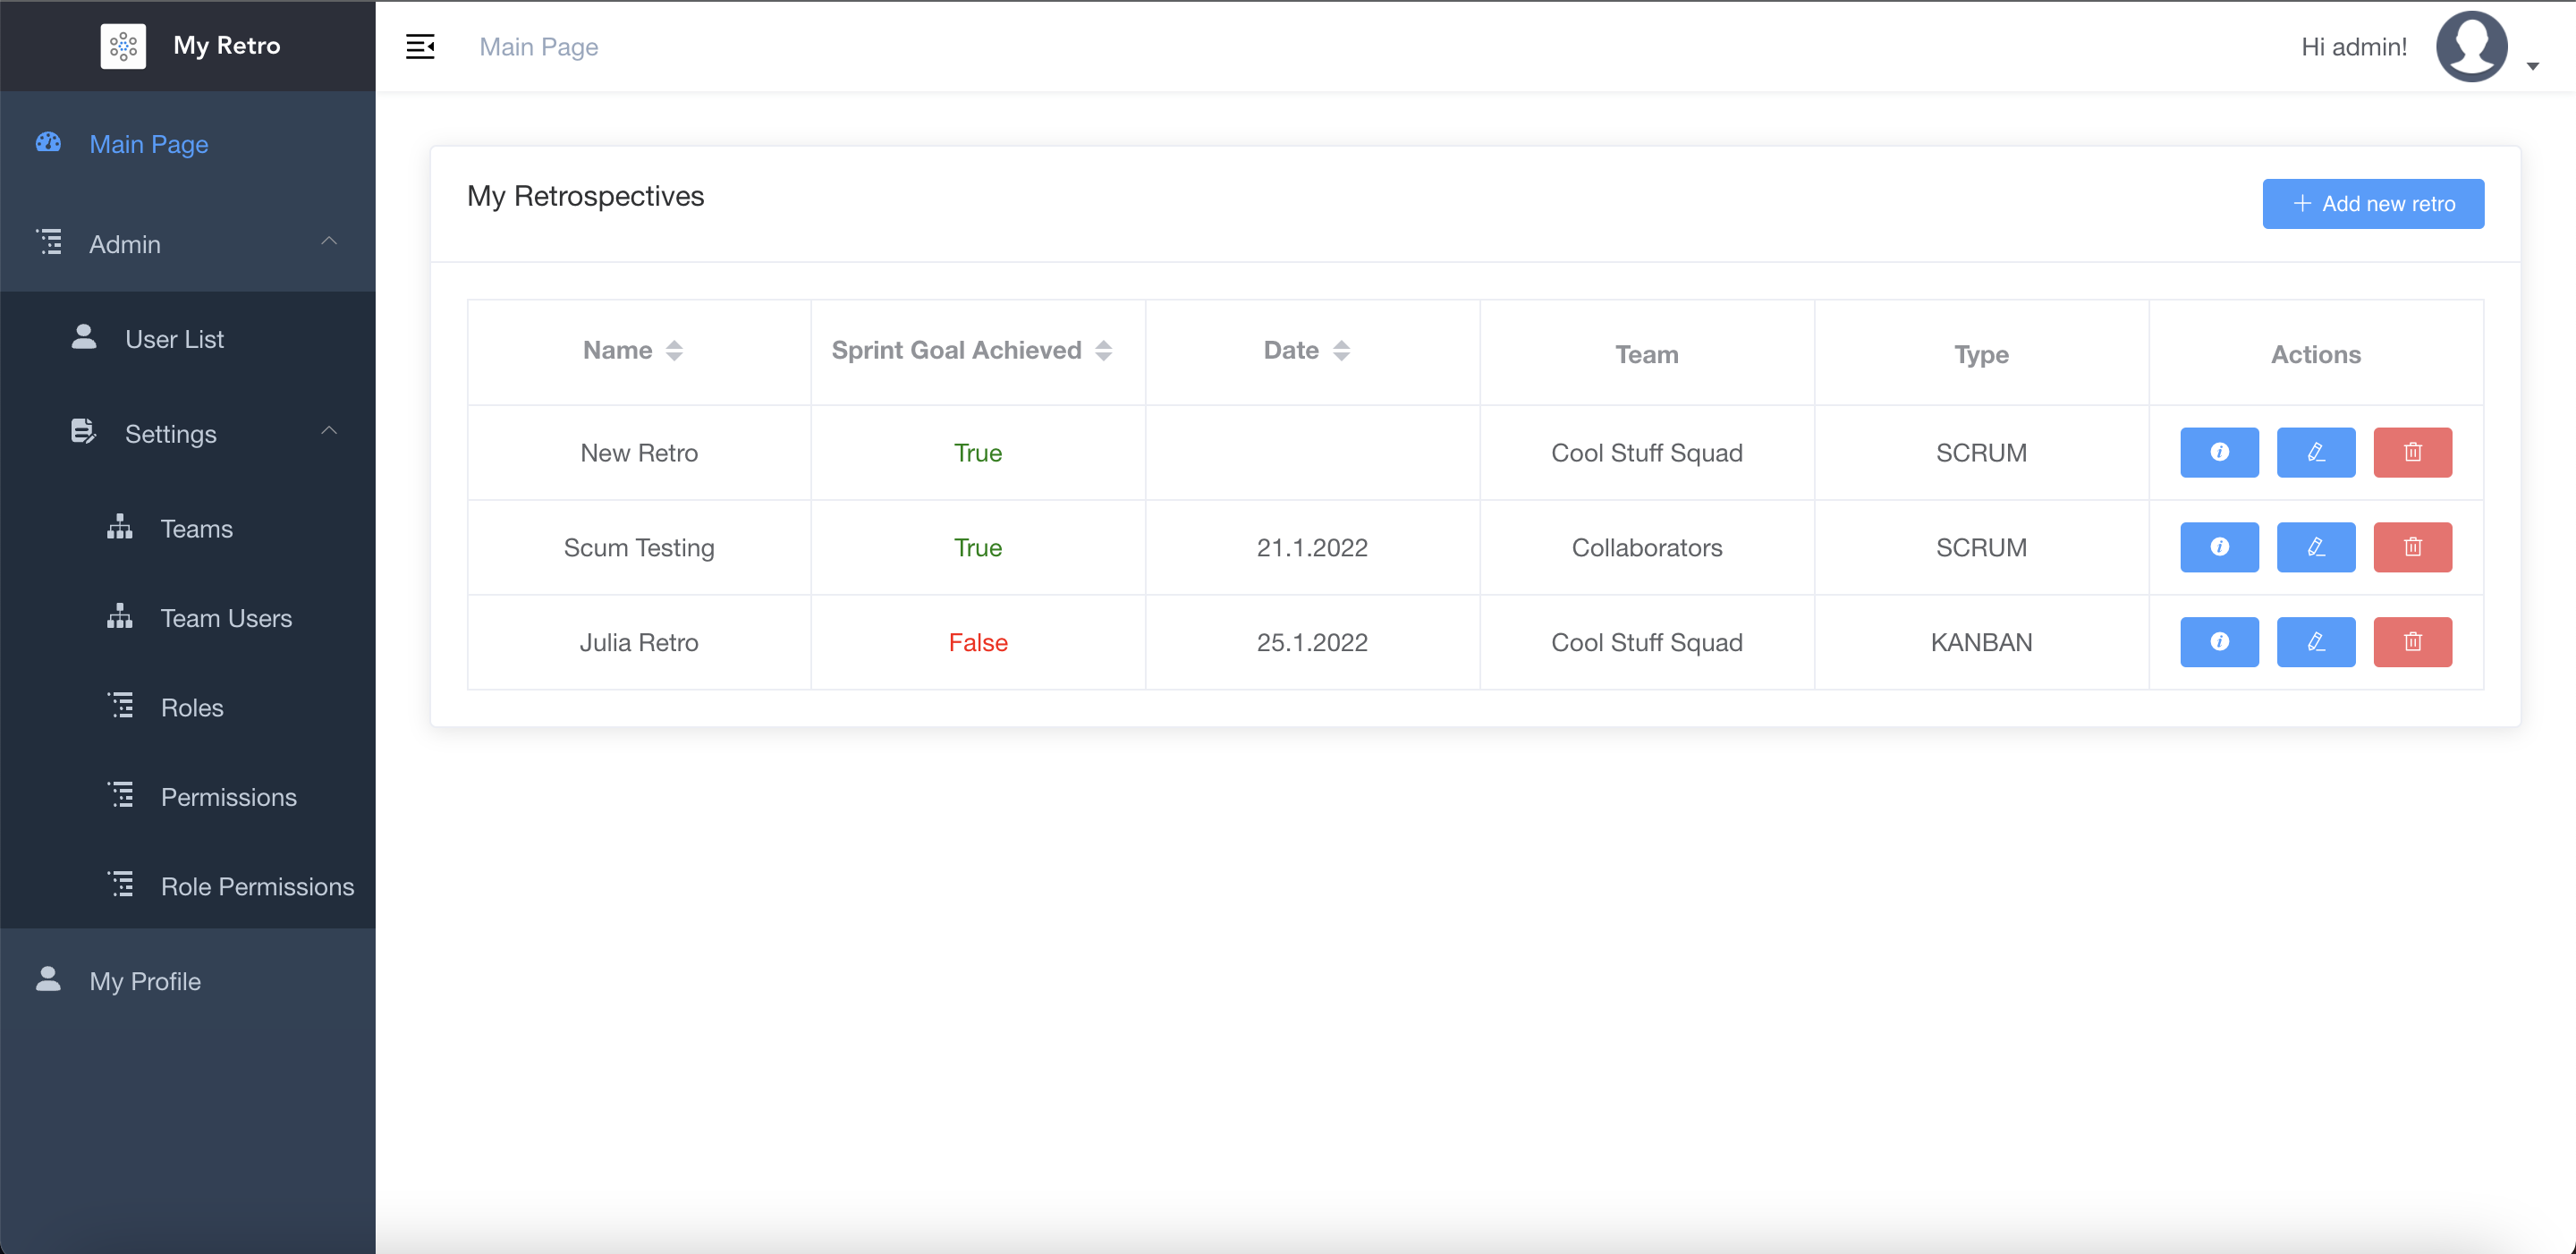 My Retro
Main Page
Hi admin!
Main Page
Admin
User List
Settings
Teams
Team Users
Roles
Permissions
Role Permissions
My Profile
My Retrospectives
Add new retro
Name Sprint Goal Achieved Date Team Type Actions
New Retro True Cool Stuff Squad SCRUM
Scum Testing True 21.1.2022 Collaborators SCRUM
Julia Retro False 25.1.2022 Cool Stuff Squad KANBAN